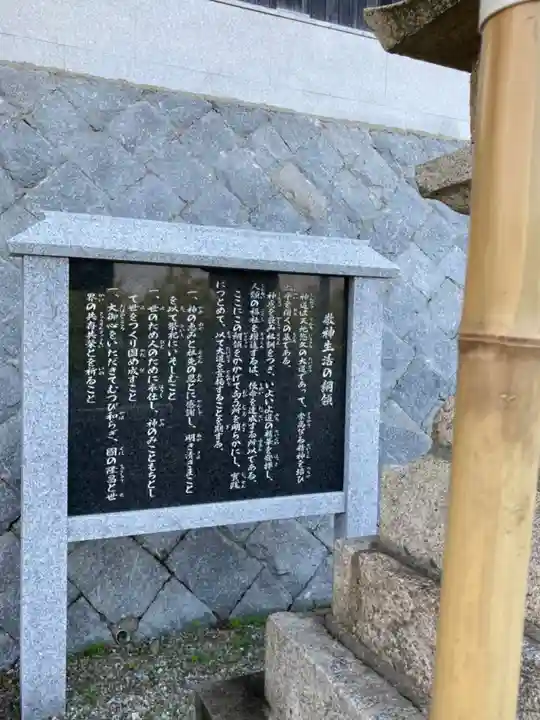 敬神生活の綱領
神道は天地悠久の大道であって、崇高なる精神を培ひ
太平を開くの基である。
神慮を畏み祖訓をつぎ、いよいよ道の精華を発揮し、
人類の福祉を増進するは、使命を達成する所以である。
ここにこの綱領をかかげて向ふ所を明らかにし、実践
につとめて、以て大道を宣揚することを期する。
一、神の恵みと祖先の恩とに感謝し、明き清きまこと
を以て祭祀にいそしむこと
一、世のため人のために奉仕し、神のみこともちとし
て世をつくり固め成すこと
一、大御心をいただきてむつび和らぎ、国の隆昌と世
界の共存共栄とを祈ること